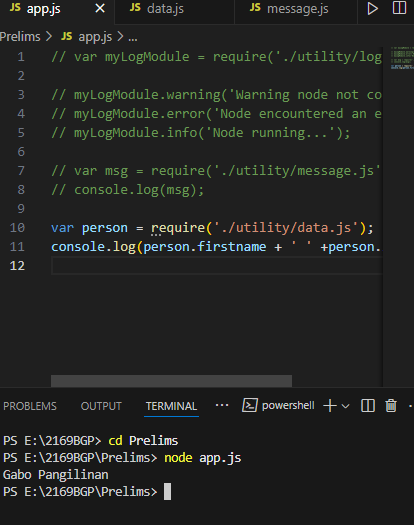 JS app.js × JS data.js JS message.js
Prelims > JS app.js > ...
1 // var myLogModule = require('./utility/log
2
3 // myLogModule.warning('Warning node not co
4 // myLogModule.error('Node encountered an e
5 // myLogModule.info('Node running...');
6
7 // var msg = require('./utility/message.js'
8 // console.log(msg);
9
10 var person = require('./utility/data.js');
11 console.log(person.firstname + ' ' +person.
12
PROBLEMS OUTPUT TERMINAL ... powershell
PS E:\2169BGP> cd Prelims
PS E:\2169BGP\Prelims> node app.js
Gabo Pangilinan
PS E:\2169BGP\Prelims>